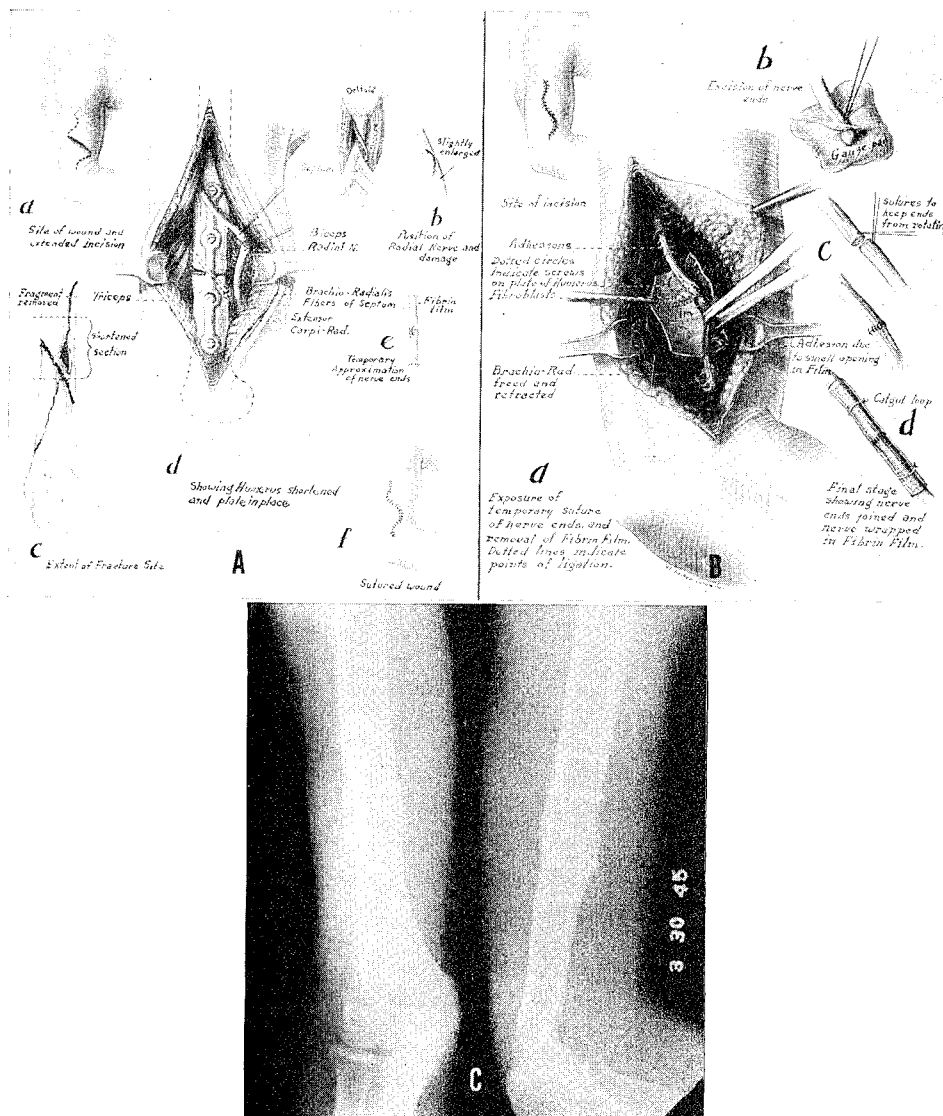 a
Site of wound and
extended Incision
Deltoid
Septum
Slightly
enlarged
b
Position of
Radial Nerve and
damage
Biceps
Radial N.
Triceps
Brachio-Radialis
Fibers of Septum
Extensor
Carpi-Rad.
Fragment
removed
Shortened
section
Fibrin
film
e
Temporary
Approximation
of nerve ends
d
Showing Humerus shortened
and plate in place
c
Extent of Fracture Site
A
f
Sutured wound
Site of incision
b
Excision of nerve
ends
Gauze pad
Adhesions
Dotted circles
indicate screws
on plate of Humerus
Fibroblasts
Sutures to
keep ends
from rotating
C
Adhesion due
to small opening
in Film
Brachio-Rad.
freed and
retracted
Catgut loop
d
a
Exposure of
temporary suture
of nerve ends, and
removal of Fibrin Film.
Dotted lines indicate
points of ligation.
B
Final stage
showing nerve
ends joined and
nerve wrapped
in Fibrin Film.
3 30 45
C